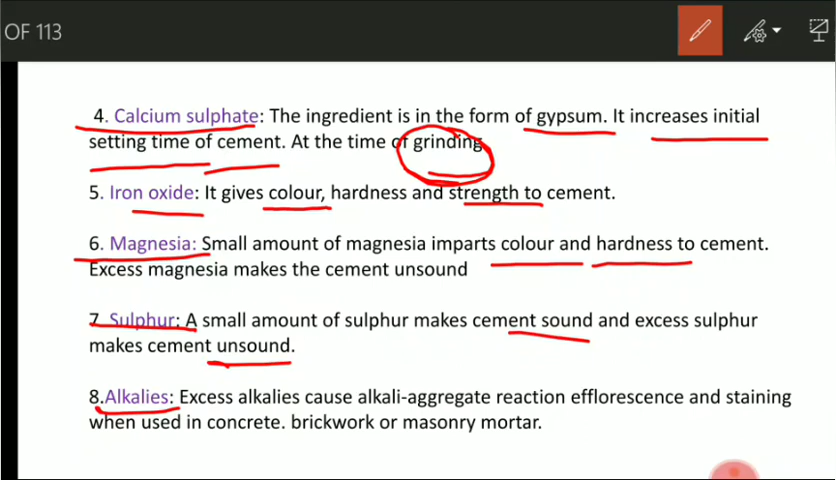 OF 113
4. Calcium sulphate: The ingredient is in the form of gypsum. It increases initial
setting time of cement. At the time of grinding
5. Iron oxide: It gives colour, hardness and strength to cement.
6. Magnesia: Small amount of magnesia imparts colour and hardness to cement.
Excess magnesia makes the cement unsound
7. Sulphur: A small amount of sulphur makes cement sound and excess sulphur
makes cement unsound.
8.Alkalies: Excess alkalies cause alkali-aggregate reaction efflorescence and staining
when used in concrete. brickwork or masonry mortar.